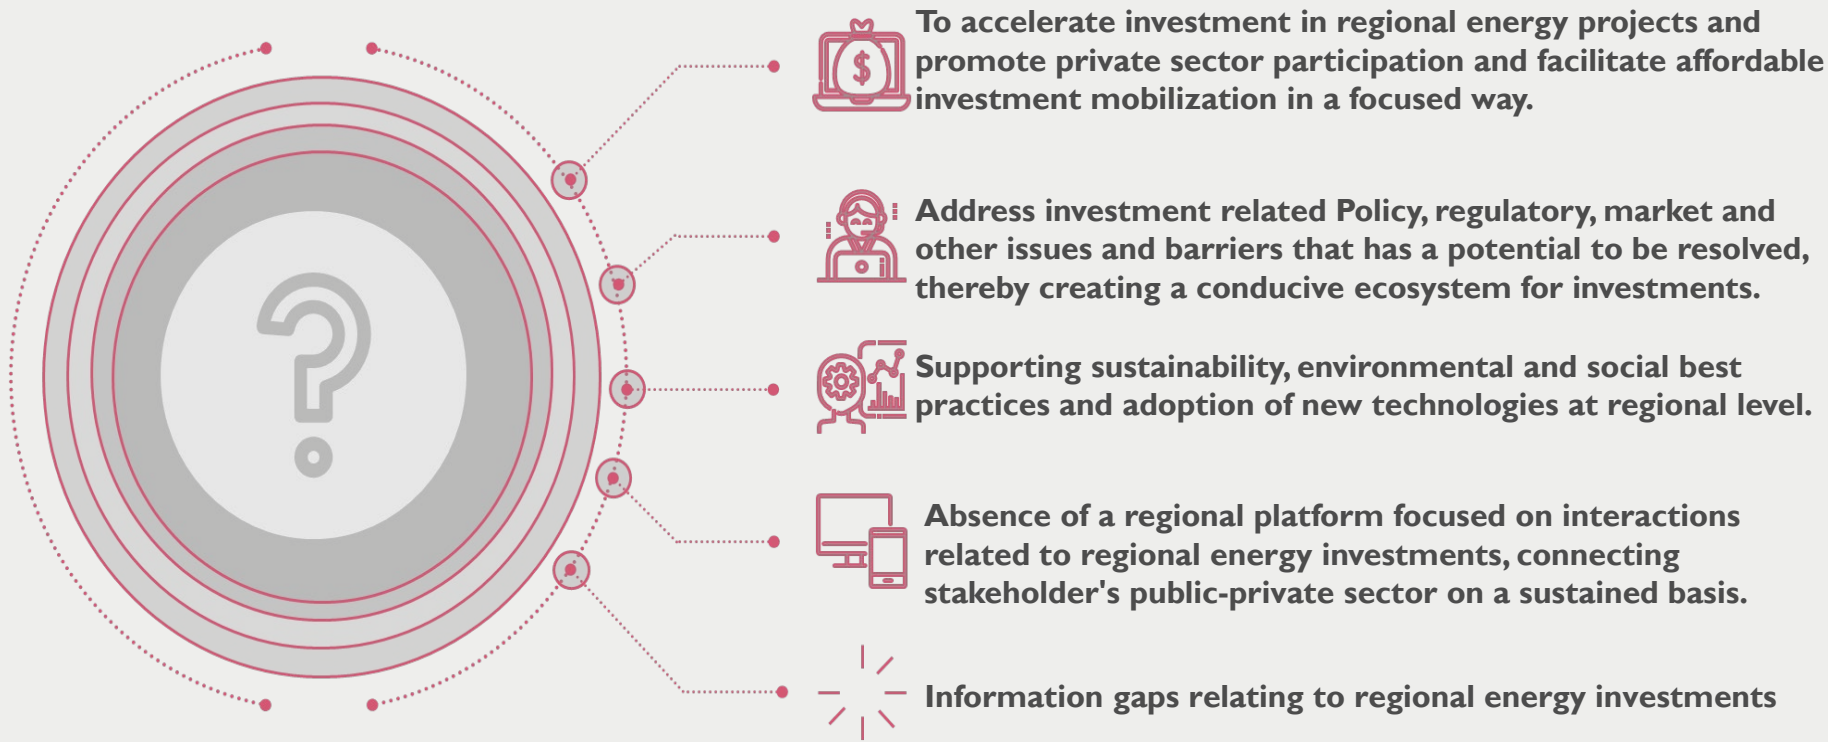 To accelerate investment in regional energy projects and
promote private sector participation and facilitate affordable
investment mobilization in a focused way.
Address investment related Policy, regulatory, market and
other issues and barriers that has a potential to be resolved,
thereby creating a conducive ecosystem for investments.
Supporting sustainability, environmental and social best
practices and adoption of new technologies at regional level.
Absence of a regional platform focused on interactions
related to regional energy investments, connecting
stakeholder's public-private sector on a sustained basis.
Information gaps relating to regional energy investments